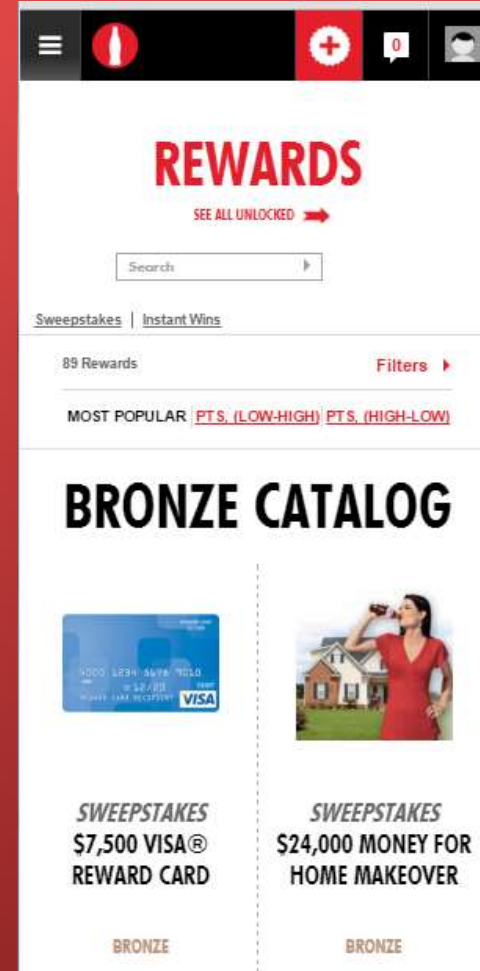 0
REWARDS
SEE ALL UNLOCKED
Search
Sweepstakes | Instant Wins
89 Rewards
Filters
MOST POPULAR PTS, (LOW-HIGH) PTS, (HIGH-LOW)
BRONZE CATALOG
VISA
SWEEPSTAKES
$7,500 VISA®
REWARD CARD
BRONZE
SWEEPSTAKES
$24,000 MONEY FOR
HOME MAKEOVER
BRONZE